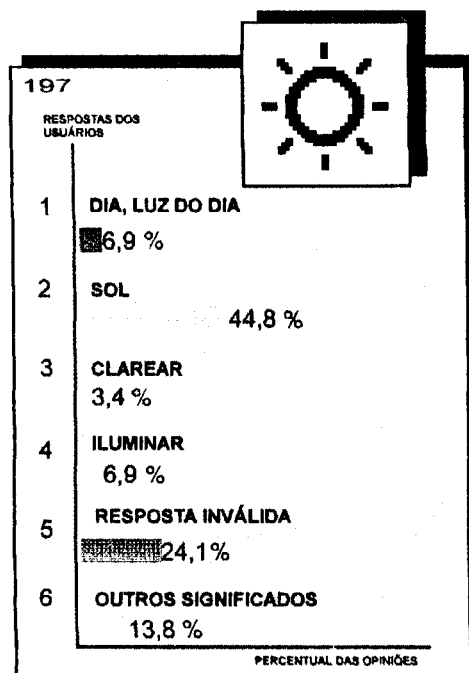 197
RESPOSTAS DOS
USUÁRIOS
1 DIA, LUZ DO DIA
6,9 %
2 SOL
44,8 %
3 CLAREAR
3,4 %
4 ILUMINAR
6,9 %
5 RESPOSTA INVÁLIDA
24,1%
6 OUTROS SIGNIFICADOS
13,8 %
PERCENTUAL DAS OPINIÕES